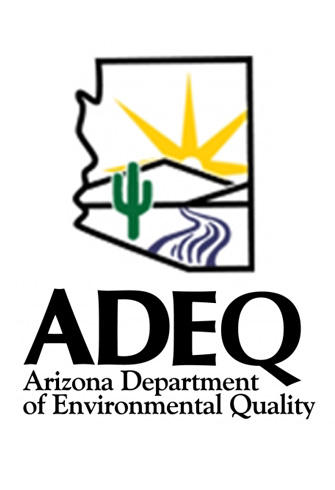 ADEQ
Arizona Department
of Environmental Quality